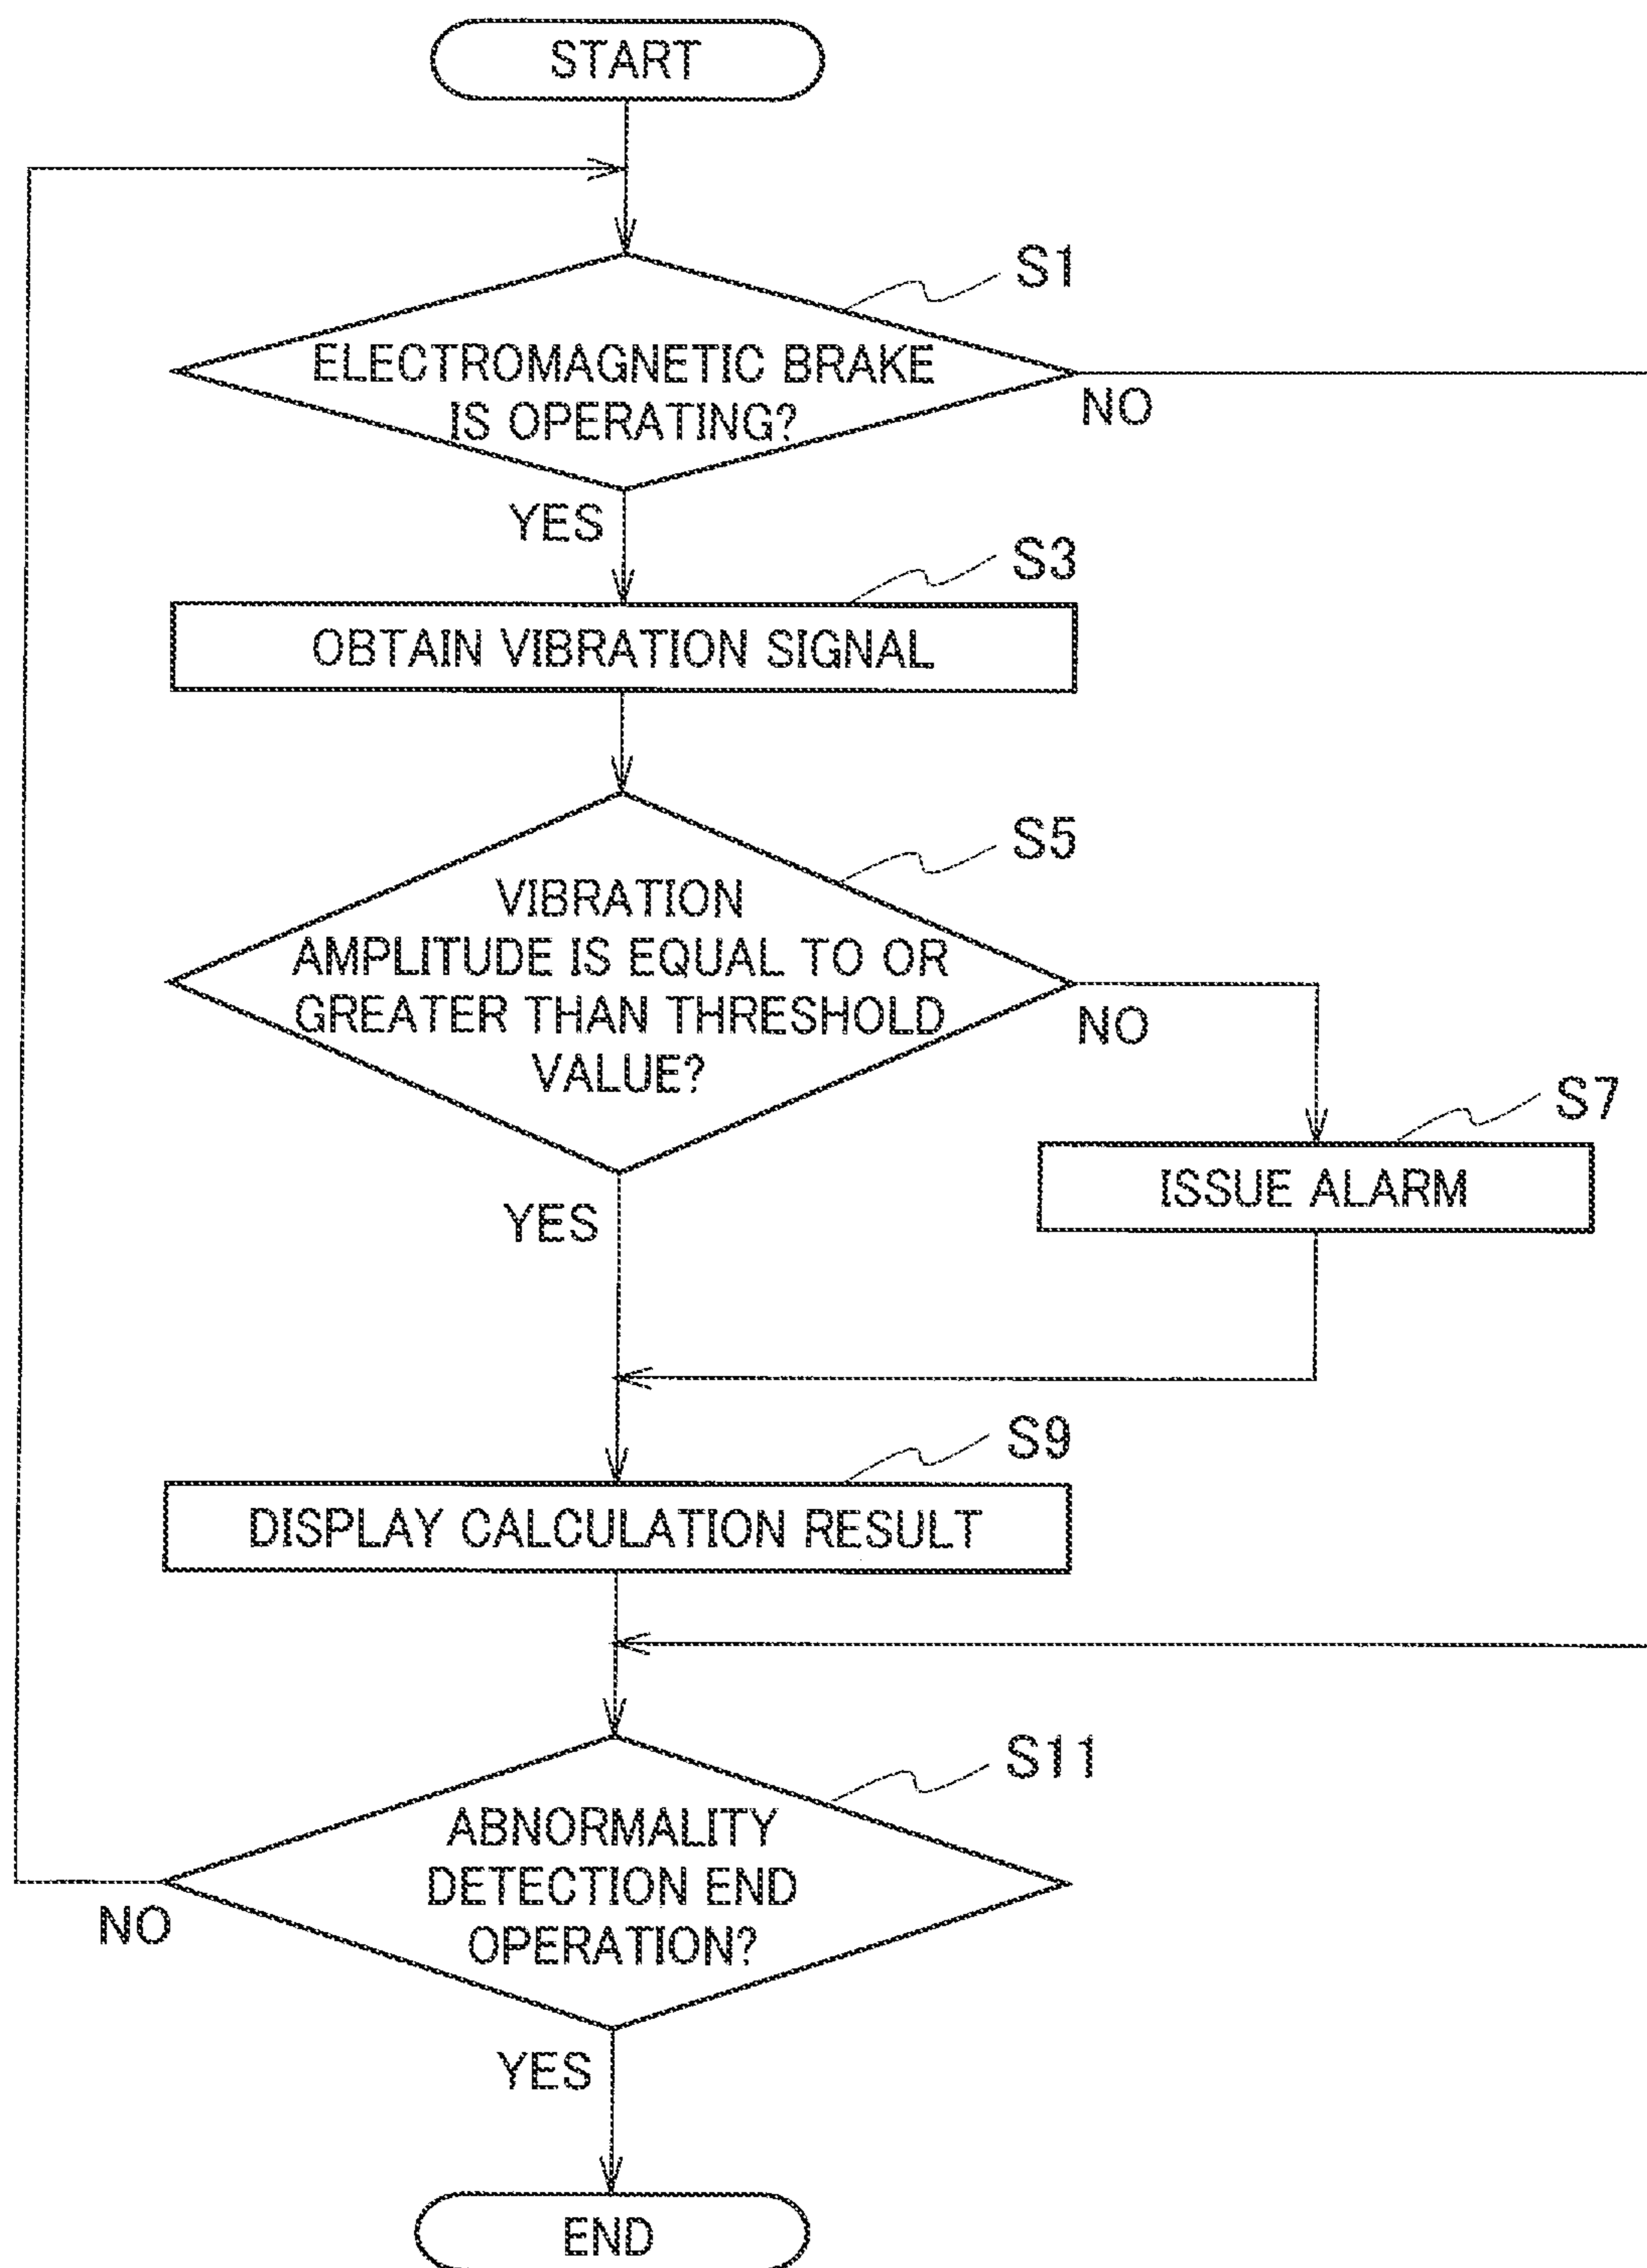 START
S1
ELECTROMAGNETIC BRAKE
IS OPERATING?
NO
YES
S3
OBTAIN VIBRATION SIGNAL
S5
VIBRATION
AMPLITUDE IS EQUAL TO OR
GREATER THAN THRESHOLD
VALUE?
NO
S7
ISSUE ALARM
YES
S9
DISPLAY CALCULATION RESULT
S11
ABNORMALITY
DETECTION END
OPERATION?
NO
YES
END